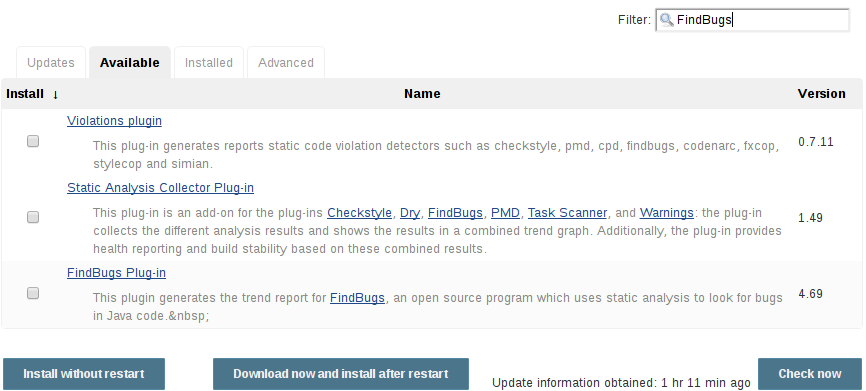 Filter: FindBugs
Updates Available Installed Advanced
Install ↓ Name Version
Violations plugin
This plug-in generates reports static code violation detectors such as checkstyle, pmd, cpd, findbugs, codenarc, fxcop,
stylecop and simian.
0.7.11
Static Analysis Collector Plug-in
This plug-in is an add-on for the plug-ins Checkstyle, Dry, FindBugs, PMD, Task Scanner, and Warnings: the plug-in
collects the different analysis results and shows the results in a combined trend graph. Additionally, the plug-in provides
health reporting and build stability based on these combined results.
1.49
FindBugs Plug-in
This plugin generates the trend report for FindBugs, an open source program which uses static analysis to look for bugs
in Java code.&nbsp;
4.69
Install without restart Download now and install after restart Update information obtained: 1 hr 11 min ago Check now